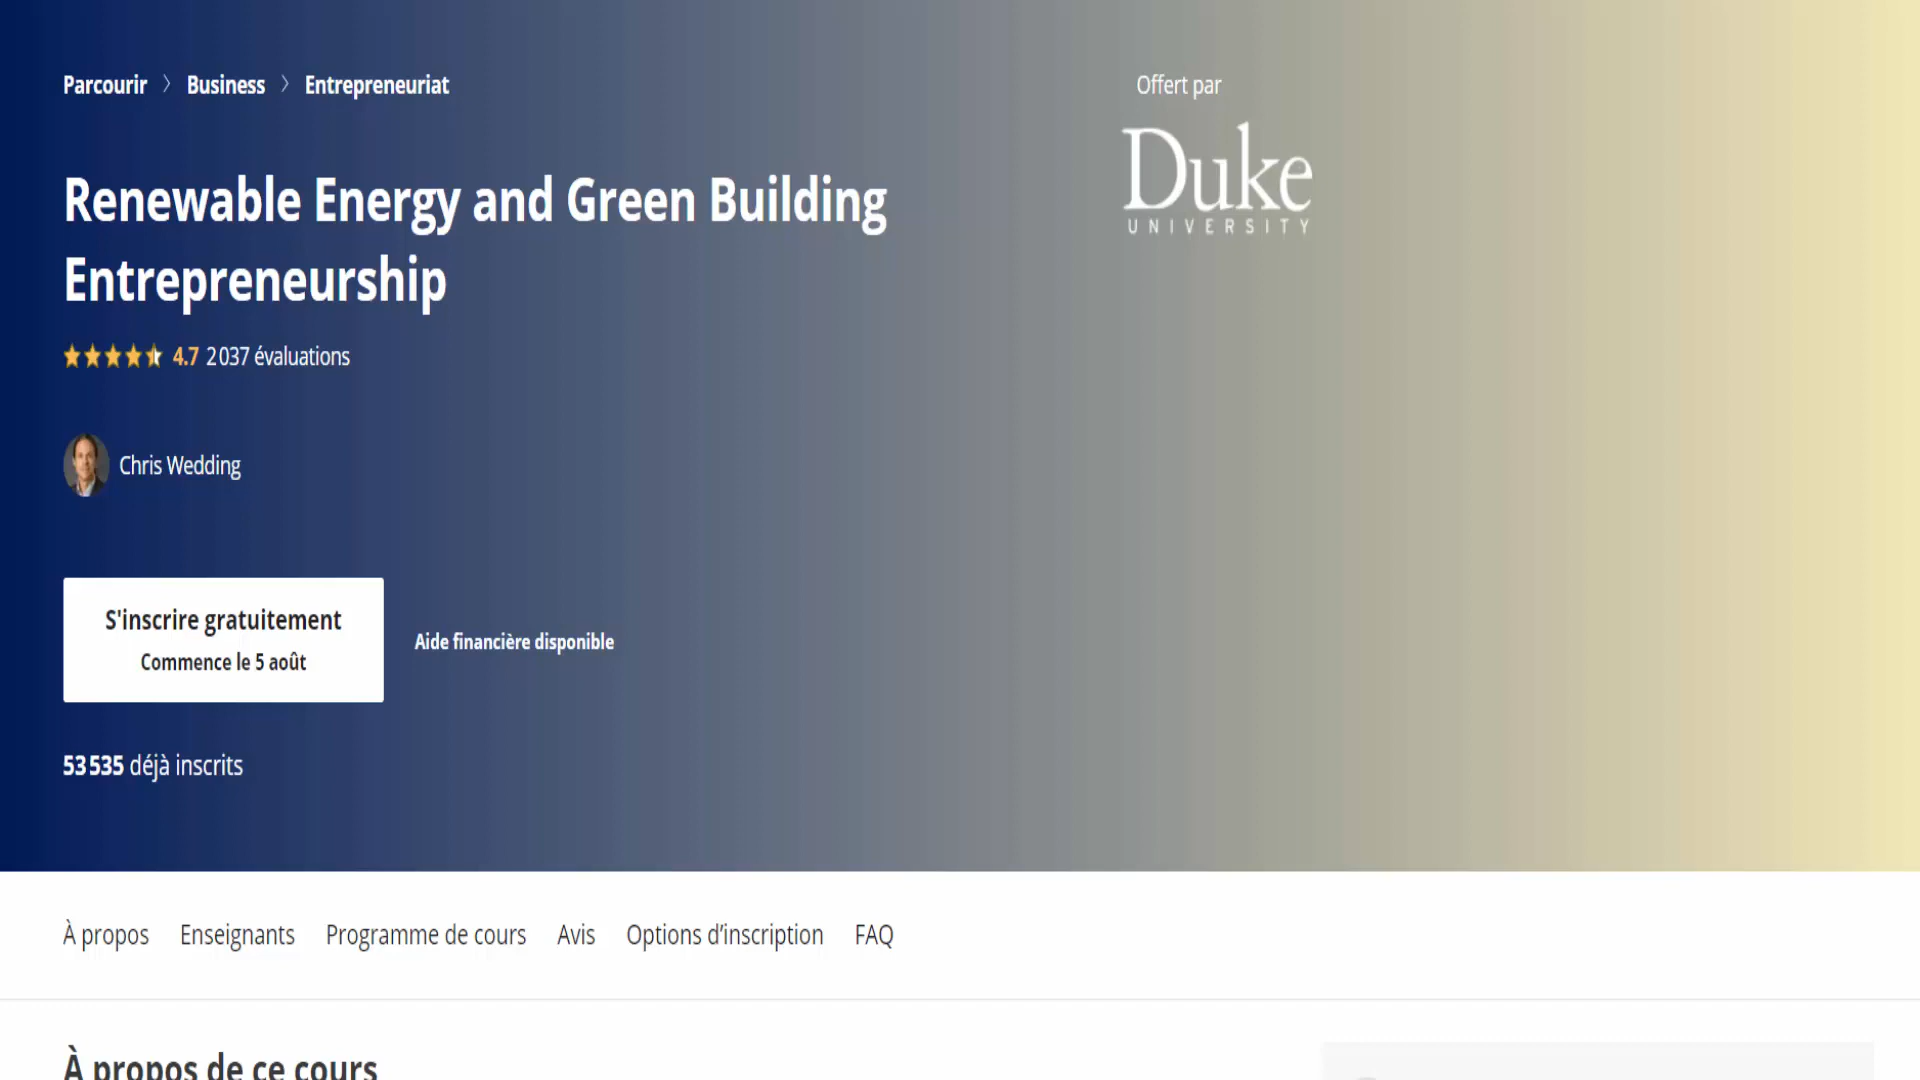 Parcourir > Business > Entrepreneuriat
Offert par
Duke
UNIVERSITY
Renewable Energy and Green Building
Entrepreneurship
4.7 2 037 évaluations
Chris Wedding
S'inscrire gratuitement
Commence le 5 août
Aide financière disponible
53 535 déjà inscrits
À propos Enseignants Programme de cours Avis Options d’inscription FAQ
À propos de ce cours